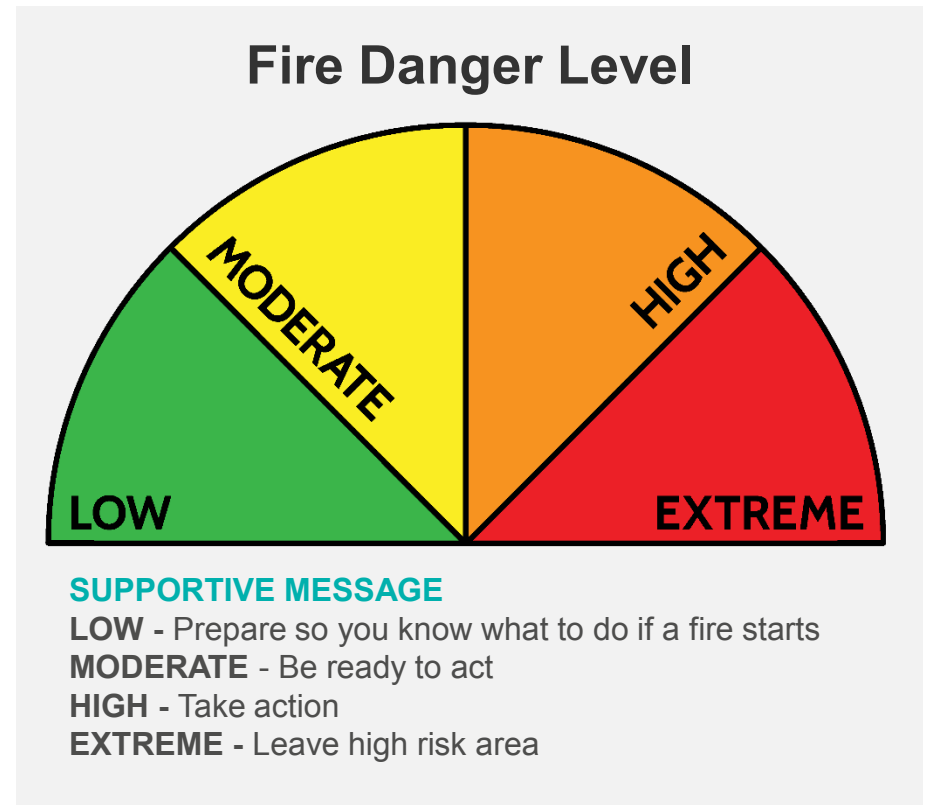 Fire Danger Level
MODERATE
HIGH
LOW
EXTREME
SUPPORTIVE MESSAGE
LOW - Prepare so you know what to do if a fire starts
MODERATE - Be ready to act
HIGH - Take action
EXTREME - Leave high risk area